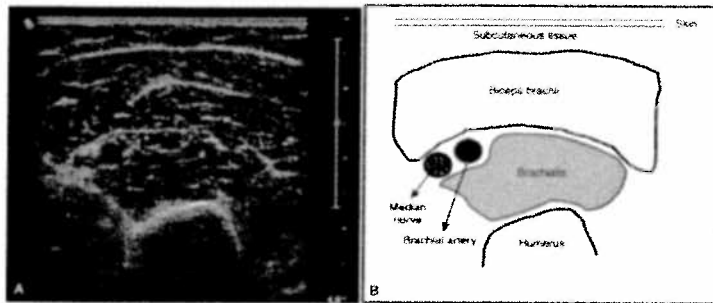 A
Skin
Subcutaneous tissue
Biceps brachii
Brachialis
Median
nerve
Brachial artery
Humerus
B